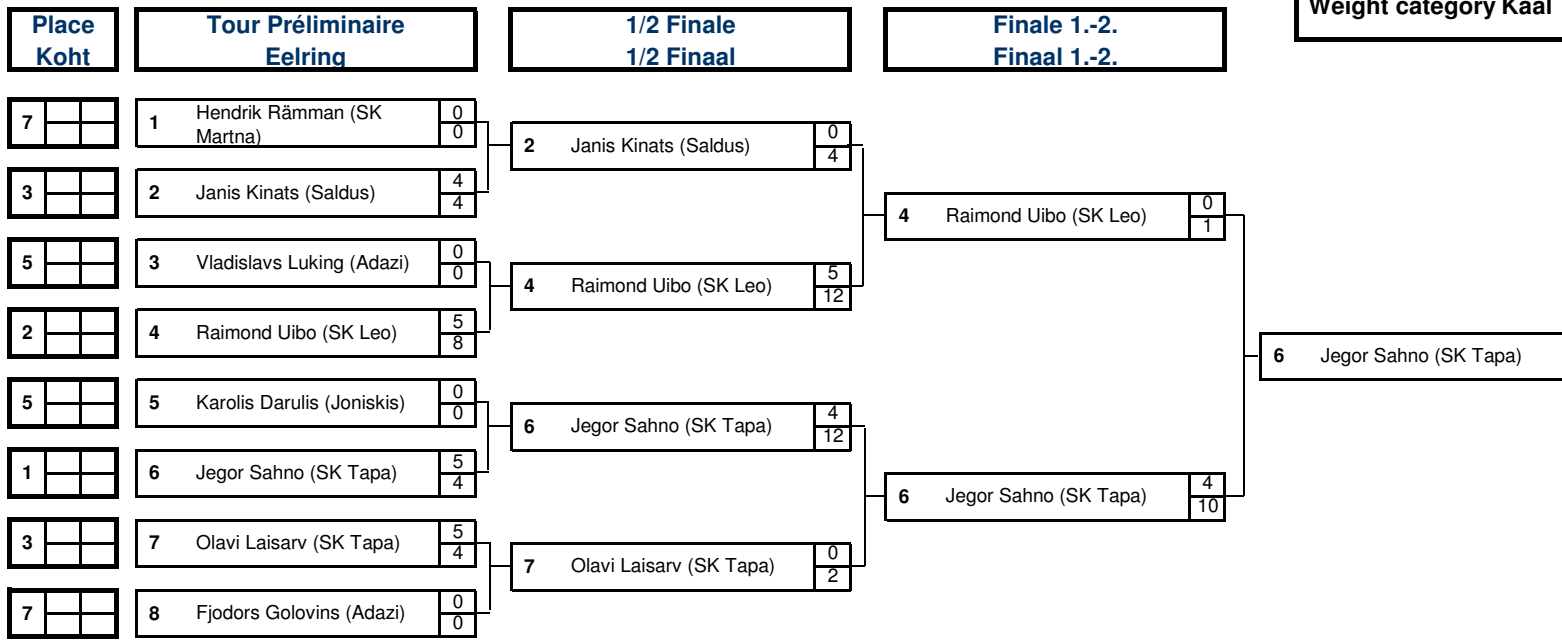 Weight category Kaal
Place
Koht
Tour Préliminaire
Eelring
1/2 Finale
1/2 Finaal
Finale 1.-2.
Finaal 1.-2.
7
1 Hendrik Rämman (SK
Martna)
0
0
3
2 Janis Kinats (Saldus)
4
4
5
3 Vladislavs Luking (Adazi)
0
0
2
4 Raimond Uibo (SK Leo)
5
8
5
5 Karolis Darulis (Joniskis)
0
0
1
6 Jegor Sahno (SK Tapa)
5
4
3
7 Olavi Laisarv (SK Tapa)
5
4
7
8 Fjodors Golovins (Adazi)
0
0
2 Janis Kinats (Saldus)
0
4
4 Raimond Uibo (SK Leo)
5
12
6 Jegor Sahno (SK Tapa)
4
12
7 Olavi Laisarv (SK Tapa)
0
2
4 Raimond Uibo (SK Leo)
0
1
6 Jegor Sahno (SK Tapa)
4
10
6 Jegor Sahno (SK Tapa)